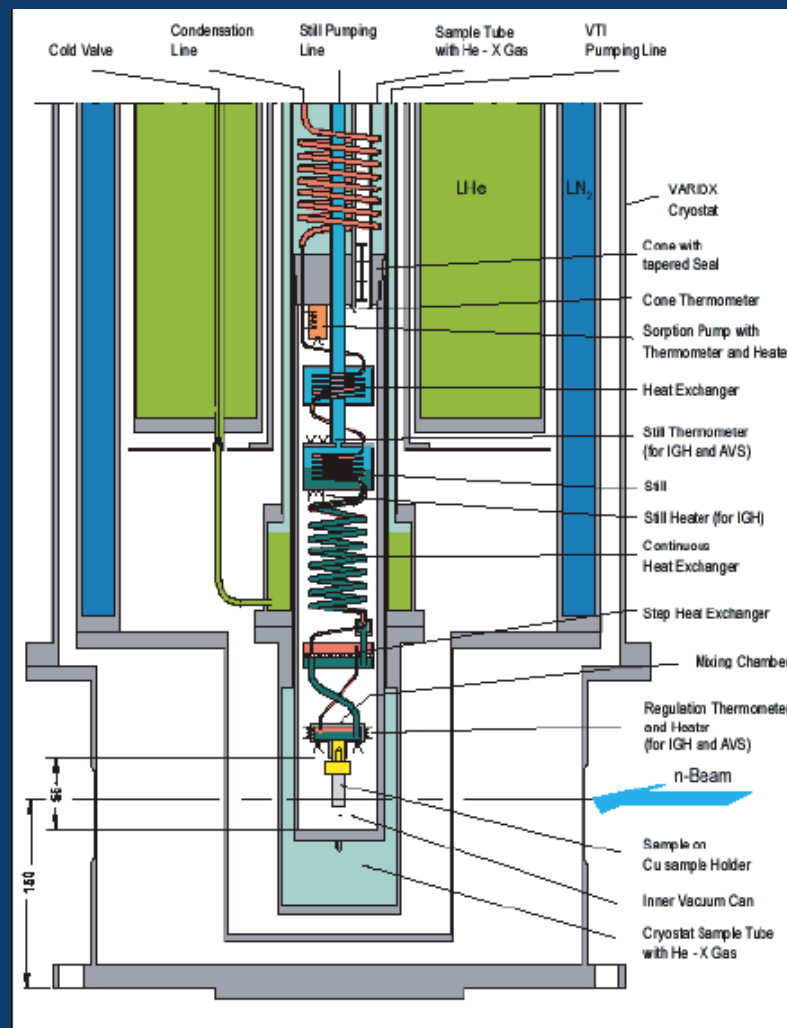 Condensation
Line
Still Pumping
Line
Sample Tube
with He - X Gas
VTI
Pumping Line
Cold Valve
LHe
LN2
VARIOX
Cryostat
Cone with
tapered Seal
Cone Thermometer
Sorption Pump with
Thermometer and Heater
Heat Exchanger
Still Thermometer
(for IGH and AVS)
Still
Still Heater (for IGH)
Continuous
Heat Exchanger
Step Heat Exchanger
Mixing Chamber
Regulation Thermometer
and Heater
(for IGH and AVS)
n-Beam
Sample on
Cu sample Holder
Inner Vacuum Can
Cryostat Sample Tube
with He - X Gas
150